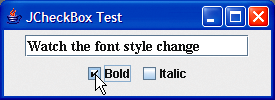 JCheckBox Test
Watch the font style change
Bold Italic